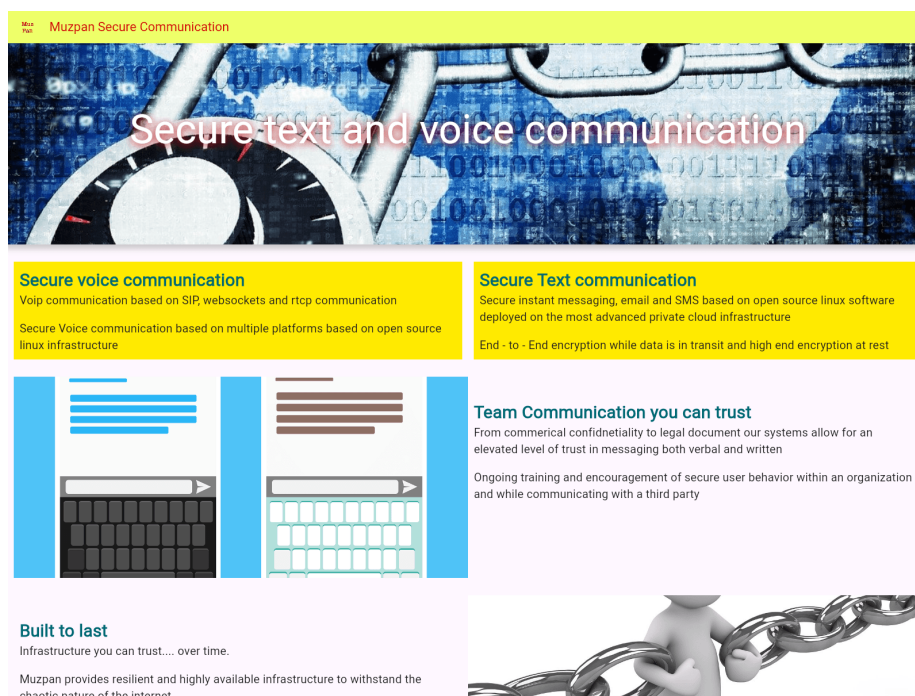 Muz
Pan
Muzpan Secure Communication
Secure text and voice communication
Secure voice communication
Voip communication based on SIP, websockets and rtcp communication
Secure Voice communication based on multiple platforms based on open source
linux infrastructure
Secure Text communication
Secure instant messaging, email and SMS based on open source linux software
deployed on the most advanced private cloud infrastructure
End - to - End encryption while data is in transit and high end encryption at rest
Team Communication you can trust
From commerical confidnetiality to legal document our systems allow for an
elevated level of trust in messaging both verbal and written
Ongoing training and encouragement of secure user behavior within an organization
and while communicating with a third party
Built to last
Infrastructure you can trust.... over time.
Muzpan provides resilient and highly available infrastructure to withstand the
chaotic nature of the internet